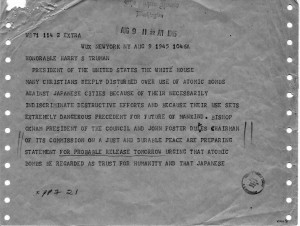 AUG 9 11 AM 1945
WB71 114 2 EXTRA
WUX NEWYORK NY AUG 9 1945 1044A
HONORABLE HARRY S TRUMAN
PRESIDENT OF THE UNITED STATES THE WHITE HOUSE
MANY CHRISTIANS DEEPLY DISTURBED OVER USE OF ATOMIC BOMBS
AGAINST JAPANESE CITIES BECAUSE OF THEIR NECESSARILY
INDISCRIMINATE DESTRUCTIVE EFFORTS AND BECAUSE THEIR USE SETS
EXTREMELY DANGEROUS PRECEDENT FOR FUTURE OF MANKIND. BISHOP
OXNAM PRESIDENT OF THE COUNCIL AND JOHN FOSTER CHAIRMAN
OF ITS COMMISSION ON A JUST AND DURABLE PEACE ARE PREPARING
STATEMENT FOR PROBABLE RELEASE TOMORROW URGING THAT ATOMIC
BOMBS BE REGARDED AS TRUST FOR HUMANITY AND THAT JAPANESE